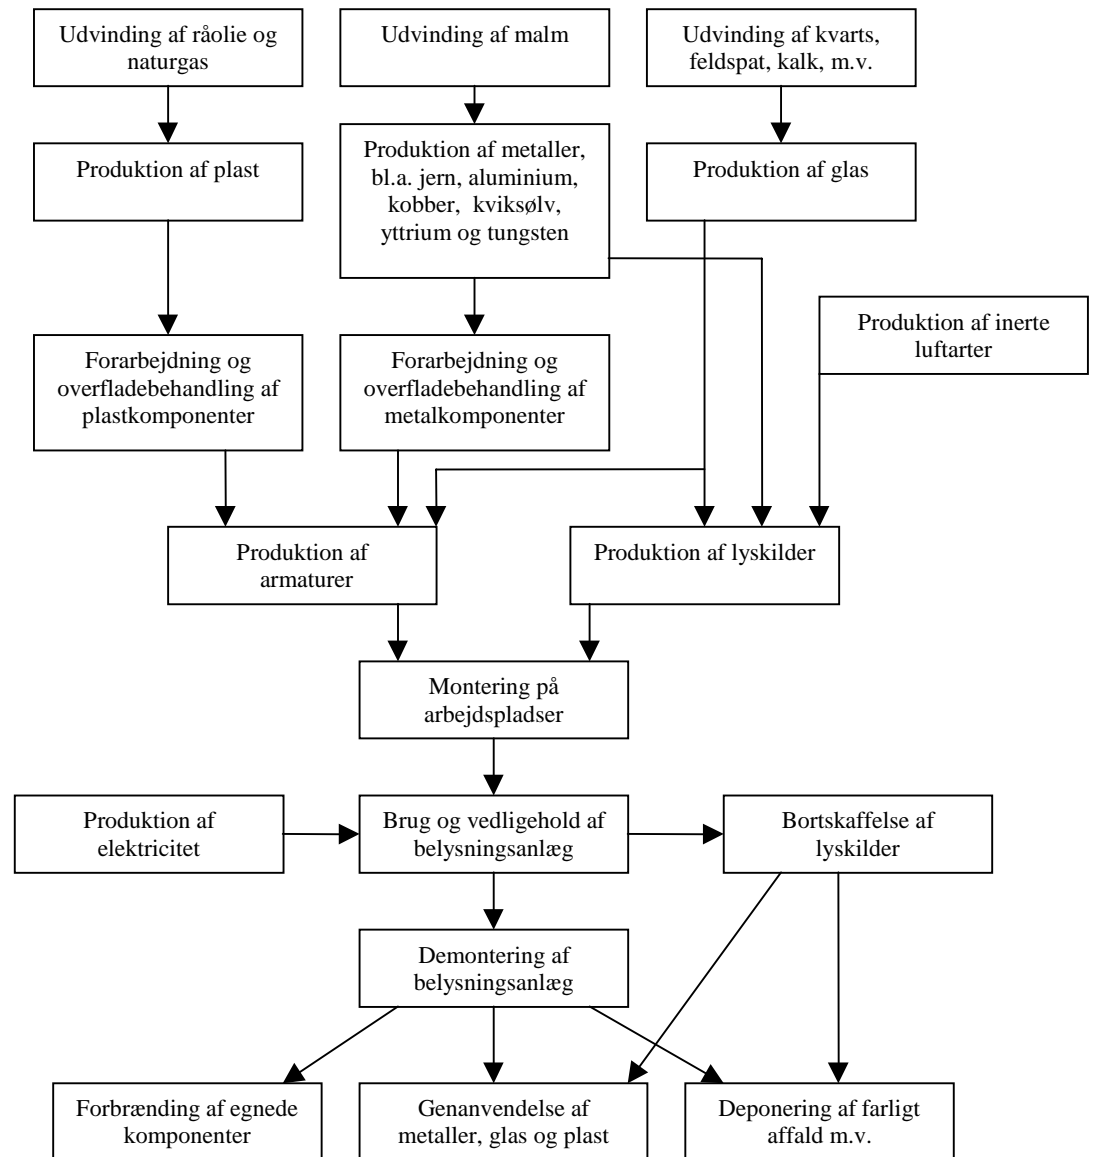 Udvinding af råolie og
naturgas
Udvinding af malm
Udvinding af kvarts,
feldspat, kalk, m.v.
Produktion af plast
Produktion af metaller,
bl.a. jern, aluminium,
kobber, kviksølv,
yttrium og tungsten
Produktion af glas
Produktion af inerte
luftarter
Forarbejdning og
overfladebehandling af
plastkomponenter
Forarbejdning og
overfladebehandling af
metalkomponenter
Produktion af
armaturer
Produktion af lyskilder
Montering på
arbejdspladser
Produktion af
elektricitet
Brug og vedligehold af
belysningsanlæg
Bortskaffelse af
lyskilder
Demontering af
belysningsanlæg
Forbrænding af egnede
komponenter
Genanvendelse af
metaller, glas og plast
Deponering af farligt
affald m.v.